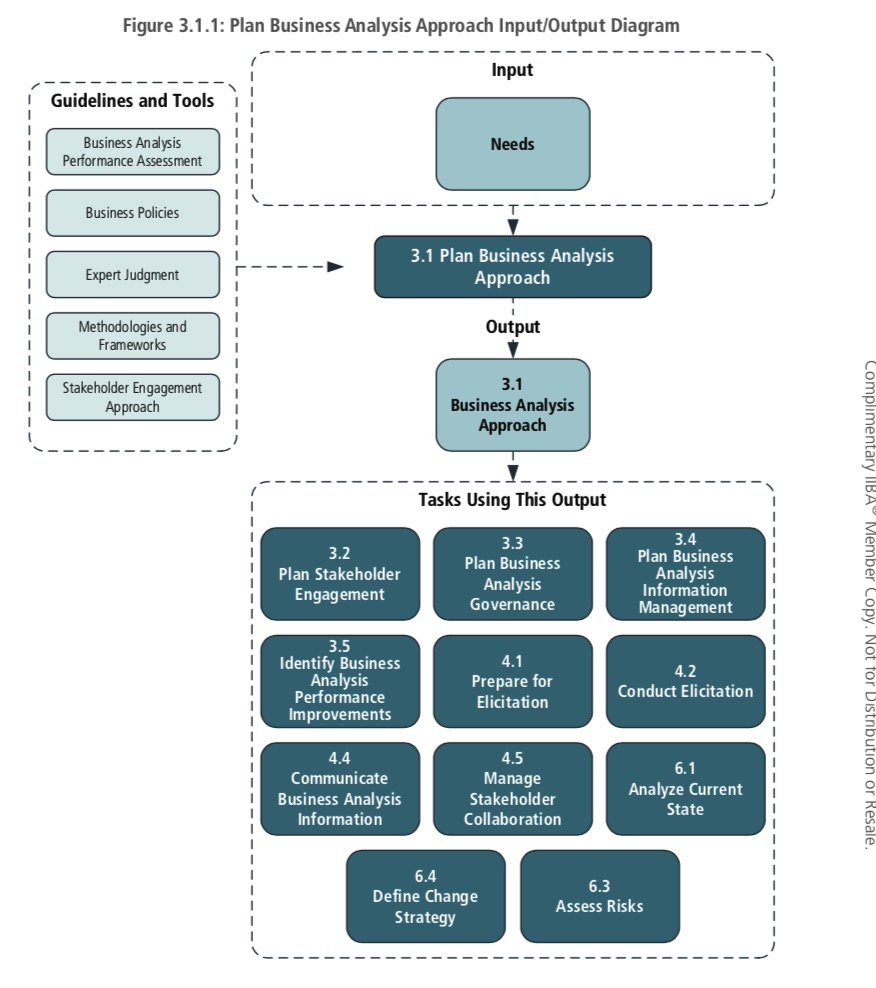 Figure 3.1.1: Plan Business Analysis Approach Input/Output Diagram
Input
Needs
Guidelines and Tools
Business Analysis
Performance Assessment
Business Policies
Expert Judgment
Methodologies and
Frameworks
Stakeholder Engagement
Approach
3.1 Plan Business Analysis
Approach
Output
3.1
Business Analysis
Approach
Tasks Using This Output
3.2
Plan Stakeholder
Engagement
3.3
Plan Business
Analysis
Governance
3.4
Plan Business
Analysis
Information
Management
3.5
Identify Business
Analysis
Performance
Improvements
4.1
Prepare for
Elicitation
4.2
Conduct Elicitation
4.4
Communicate
Business Analysis
Information
4.5
Manage
Stakeholder
Collaboration
6.1
Analyze Current
State
6.4
Define Change
Strategy
6.3
Assess Risks
Complimentary IIBA® Member Copy. Not for Distribution or Resale.